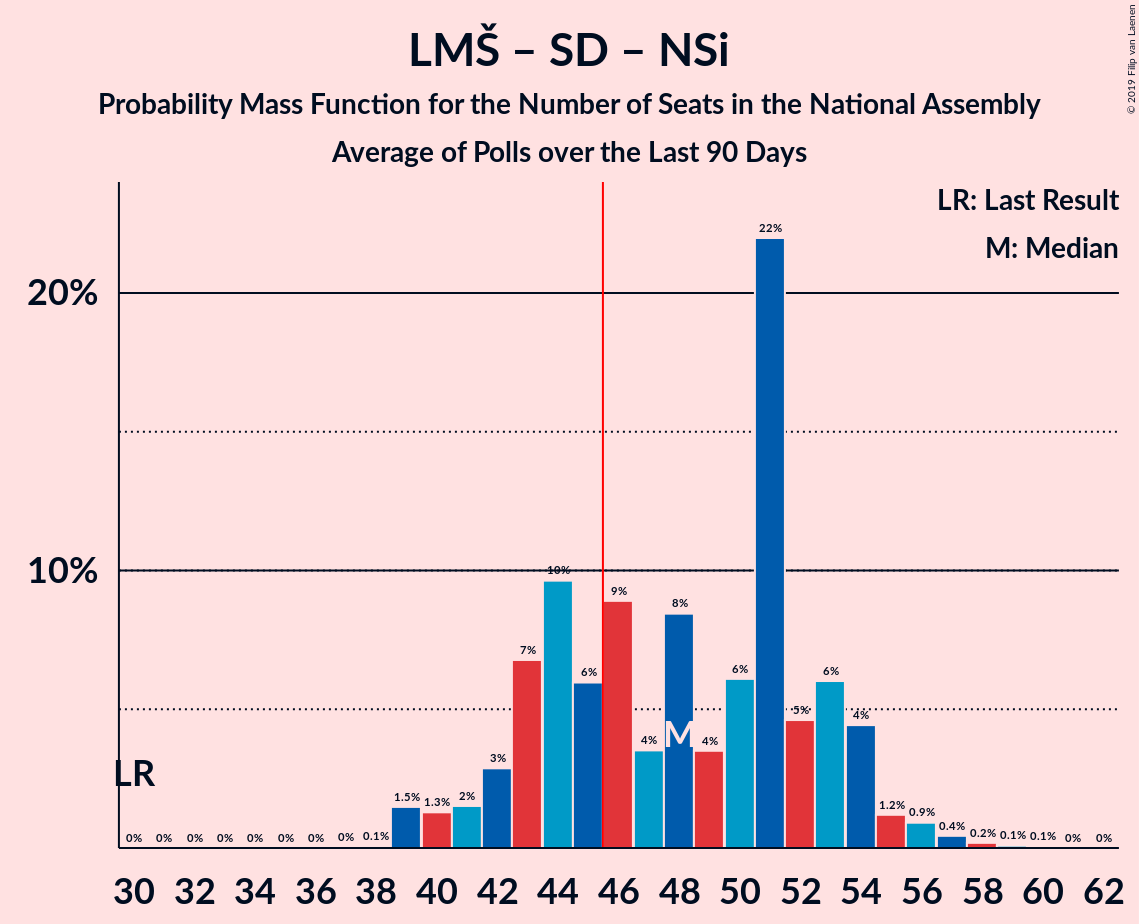 LMŠ – SD – NSi
Probability Mass Function for the Number of Seats in the National Assembly
Average of Polls over the Last 90 Days
© 2019 Filip van Laenen
LR: Last Result
M: Median
20%
10%
LR
M
0% 0% 0% 0% 0% 0% 0% 0% 0.1% 1.5% 1.3% 2% 3% 7% 10% 6% 9% 4% 8% 4% 6% 22% 5% 6% 4% 1.2% 0.9% 0.4% 0.2% 0.1% 0.1% 0% 0%
30 32 34 36 38 40 42 44 46 48 50 52 54 56 58 60 62